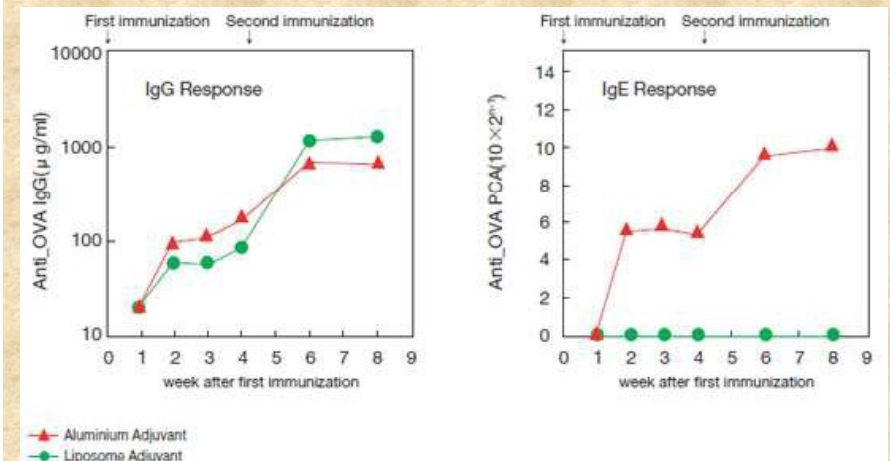 First immunization Second immunization
IgG Response
Anti_OVA IgG(μ g/ml)
10000
1000
100
10
0 1 2 3 4 5 6 7 8 9
week after first immunization
First immunization Second immunization
IgE Response
Anti_OVA PCA(10 ×2ⁿ⁻¹)
14
12
10
8
6
4
2
0
0 1 2 3 4 5 6 7 8 9
week after first immunization
Aluminium Adjuvant
Liposome Adjuvant